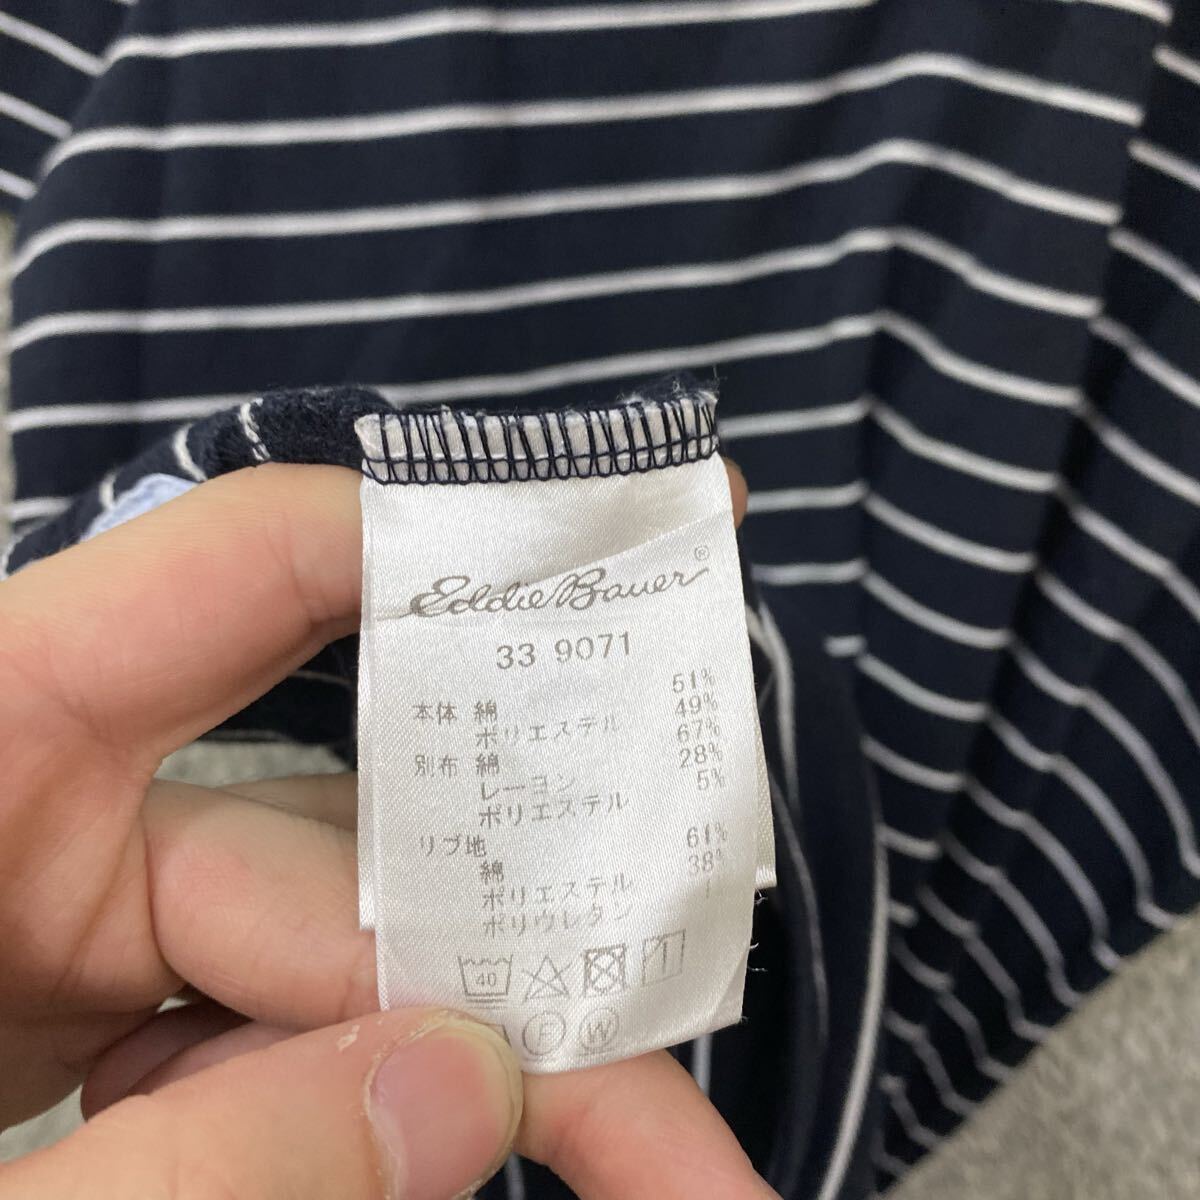 Eddie Bauer®
33 9071
51%
本体 綿 49%
ポリエステル 67%
別布 綿 28%
レーヨン 5%
ポリエステル
リブ地 61%
綿 38%
ポリエステル
ポリウレタン
40
F W